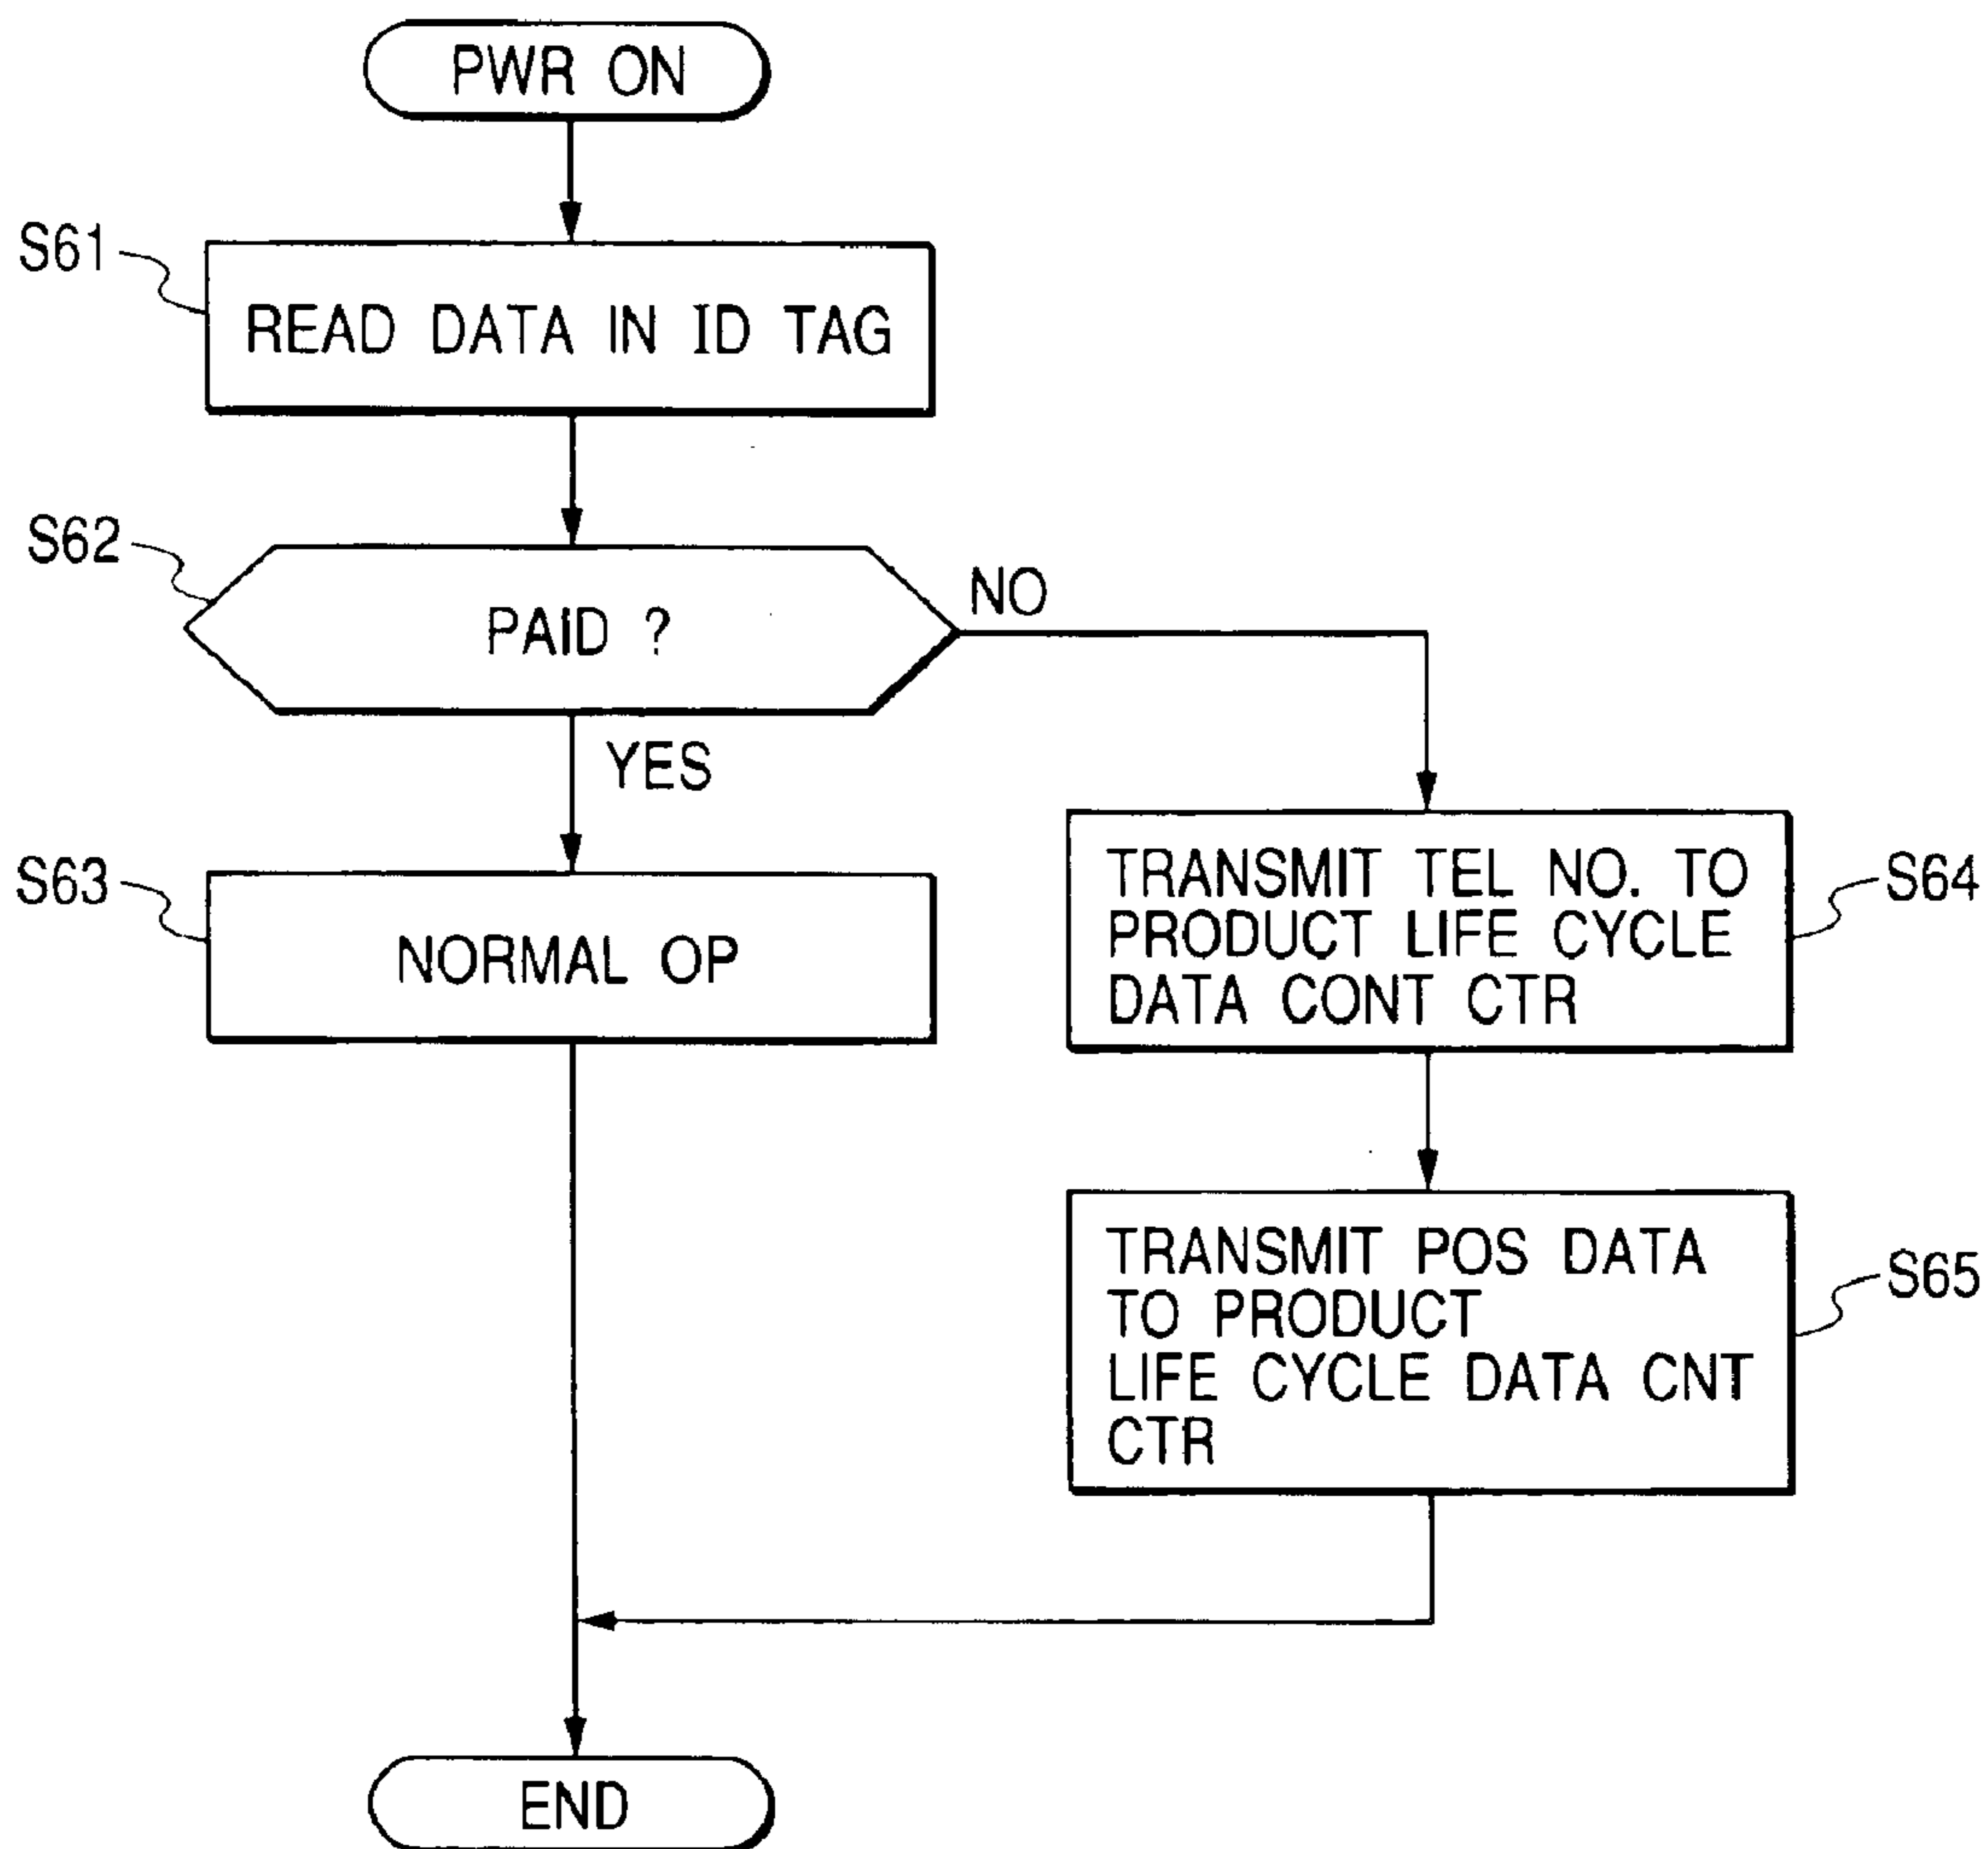 PWR ON
S61
READ DATA IN ID TAG
S62
PAID ?
NO
YES
S63
NORMAL OP
TRANSMIT TEL NO. TO
PRODUCT LIFE CYCLE
DATA CONT CTR
S64
TRANSMIT POS DATA
TO PRODUCT
LIFE CYCLE DATA CNT
CTR
S65
END